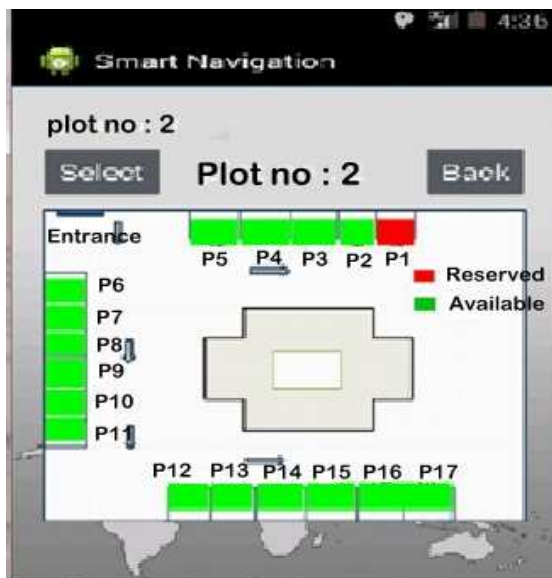 4:36
Smart Navigation
plot no : 2
Select Plot no : 2 Back
Entrance
P5 P4 P3 P2 P1
Reserved
Available
P6
P7
P8
P9
P10
P11
P12 P13 P14 P15 P16 P17